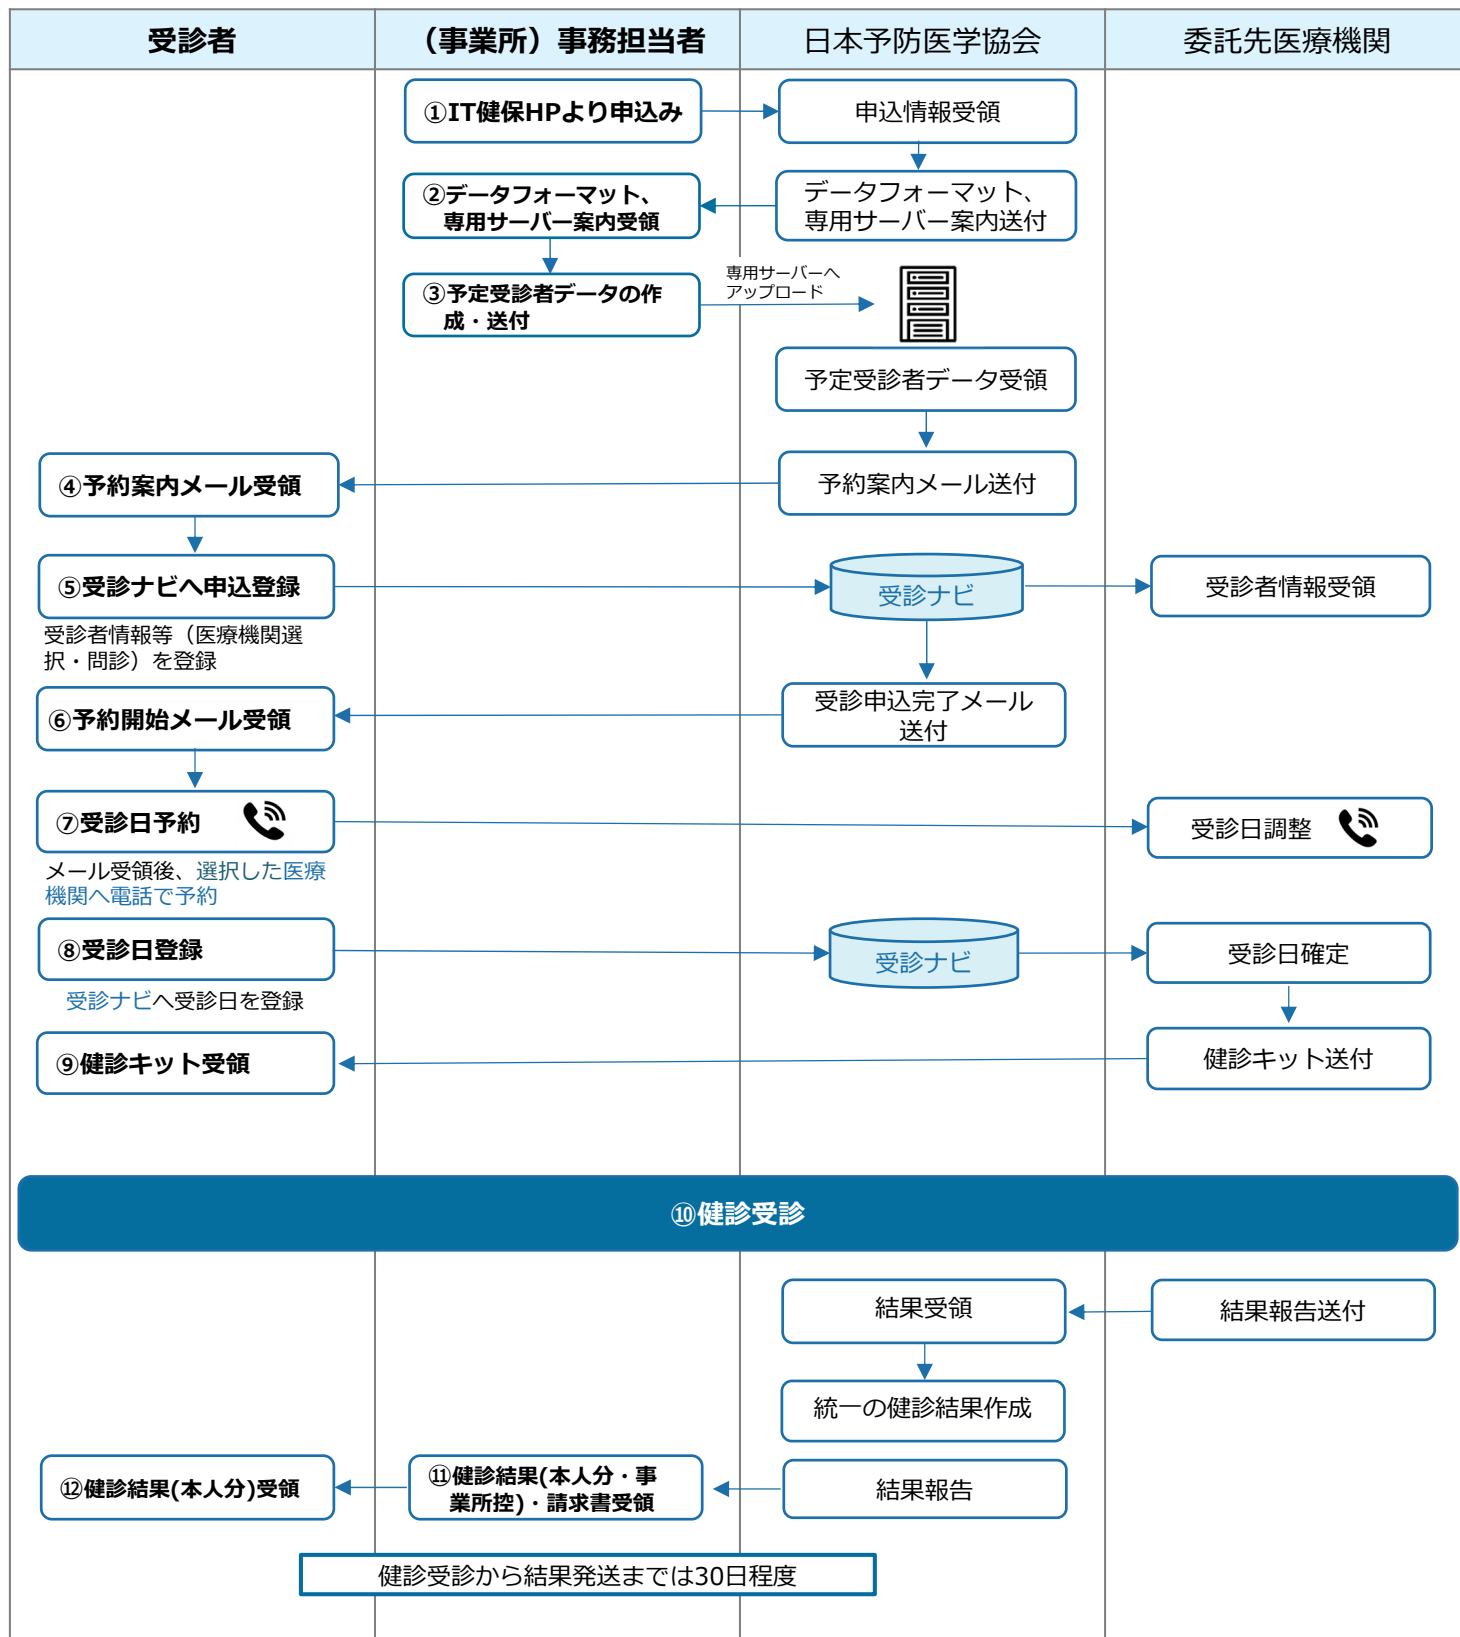 受診者
（事業所）事務担当者
日本予防医学協会
委託先医療機関
①IT健保HPより申込み
申込情報受領
②データフォーマット、
専用サーバー案内受領
データフォーマット、
専用サーバー案内送付
③予定受診者データの作
成・送付
専用サーバーへ
アップロード
予定受診者データ受領
④予約案内メール受領
予約案内メール送付
⑤受診ナビへ申込登録
受診ナビ
受診者情報受領
受診者情報等（医療機関選
択・問診）を登録
⑥予約開始メール受領
受診申込完了メール
送付
⑦受診日予約
受診日調整
メール受領後、選択した医療
機関へ電話で予約
⑧受診日登録
受診ナビ
受診日確定
受診ナビへ受診日を登録
⑨健診キット受領
健診キット送付
⑩健診受診
結果受領
結果報告送付
統一の健診結果作成
⑫健診結果(本人分)受領
⑪健診結果(本人分・事
業所控)・請求書受領
結果報告
健診受診から結果発送までは30日程度